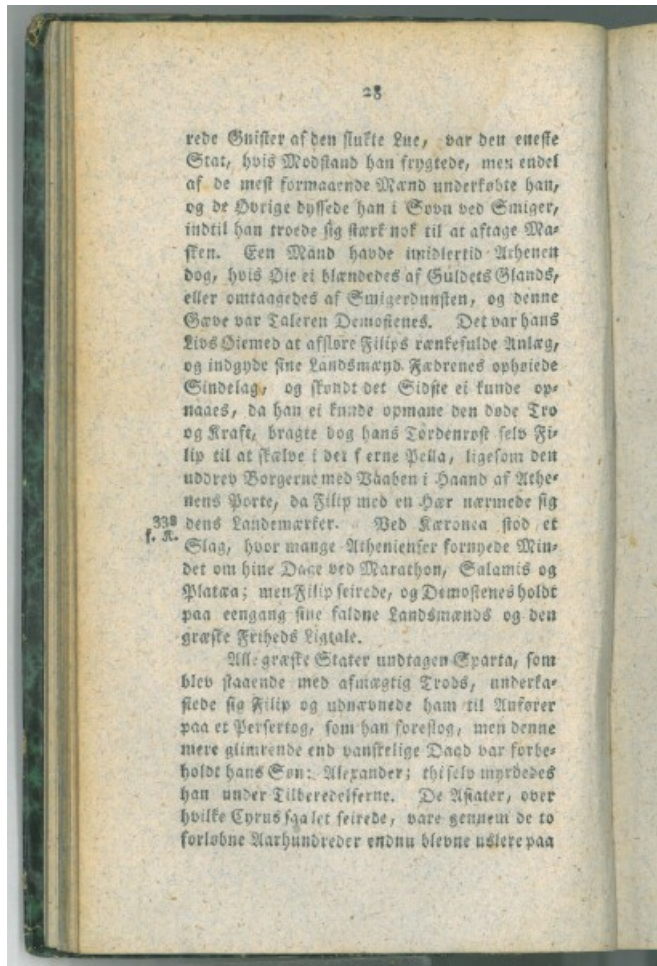 28
rede Gnister af den slukte Lue, var den eneste
Stat, hvis Modstand han frygtede, men endel
af de mest formaaende Mænd underkøbte han,
og de Øvrige dyssede han i Søvn ved Smiger,
indtil han troede sig stærk nok til at aftage Ma-
sken. Een Mand havde imidlertid Athenen
dog, hvis Øie ei blændedes af Guldets Glands,
eller omtaagedes af Smigerdunsten, og denne
Gæve var Taleren Demostenes. Det var hans
Livs Øiemed at afsløre Filips rænkefulde Anlæg,
og indgyde sine Landsmænd Fædrenes ophøiede
Sindelag, og skøndt det Sidste ei kunde op-
naaes, da han ei kunde opmane den døde Tro
og Kraft, bragte dog hans Tordenrøst selv Fi-
lip til at skælve i det fierne Pella, ligesom den
uddrev Borgerne med Vaaben i Haand af Athe-
nens Porte, da Filip med en Hær nærmede sig
338 f. K.
dens Landemærker. Ved Kæronea stod et
Slag, hvor mange Athenienser fornyede Min-
det om hine Dage ved Marathon, Salamis og
Platæa; men Filip seirede, og Demostenes holdt
paa eengang sine faldne Landsmænds og den
græske Friheds Ligtale.
Alle græske Stater undtagen Sparta, som
blev staaende med afmægtig Trods, underka-
stede sig Filip og udnævnede ham til Anfører
paa et Persertog, som han foreslog, men denne
mere glimrende end vanskelige Daad var forbe-
holdt hans Søn: Alexander; thi selv myrdedes
han under Tilberedelserne. De Asiater, over
hvilke Cyrus saa let seirede, vare gennem de to
forløbne Aarhundreder endnu blevne uslere paa